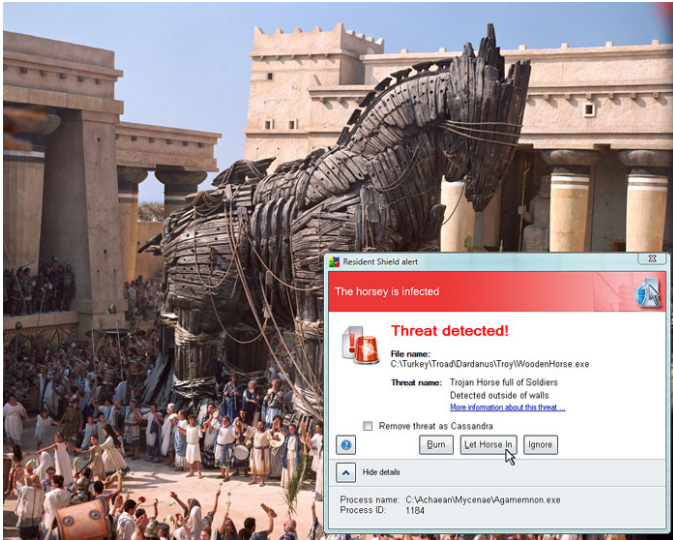 Resident Shield alert
The horsey is infected
Threat detected!
File name:
C:\Turkey\Troad\Dardanus\Troy\WoodenHorse.exe
Threat name: Trojan Horse full of Soldiers
Detected outside of walls
More information about this threat ...
Remove threat as Cassandra
Burn Let Horse In Ignore
Hide details
Process name: C:\Achaean\Mycenae\Agamemnon.exe
Process ID: 1184